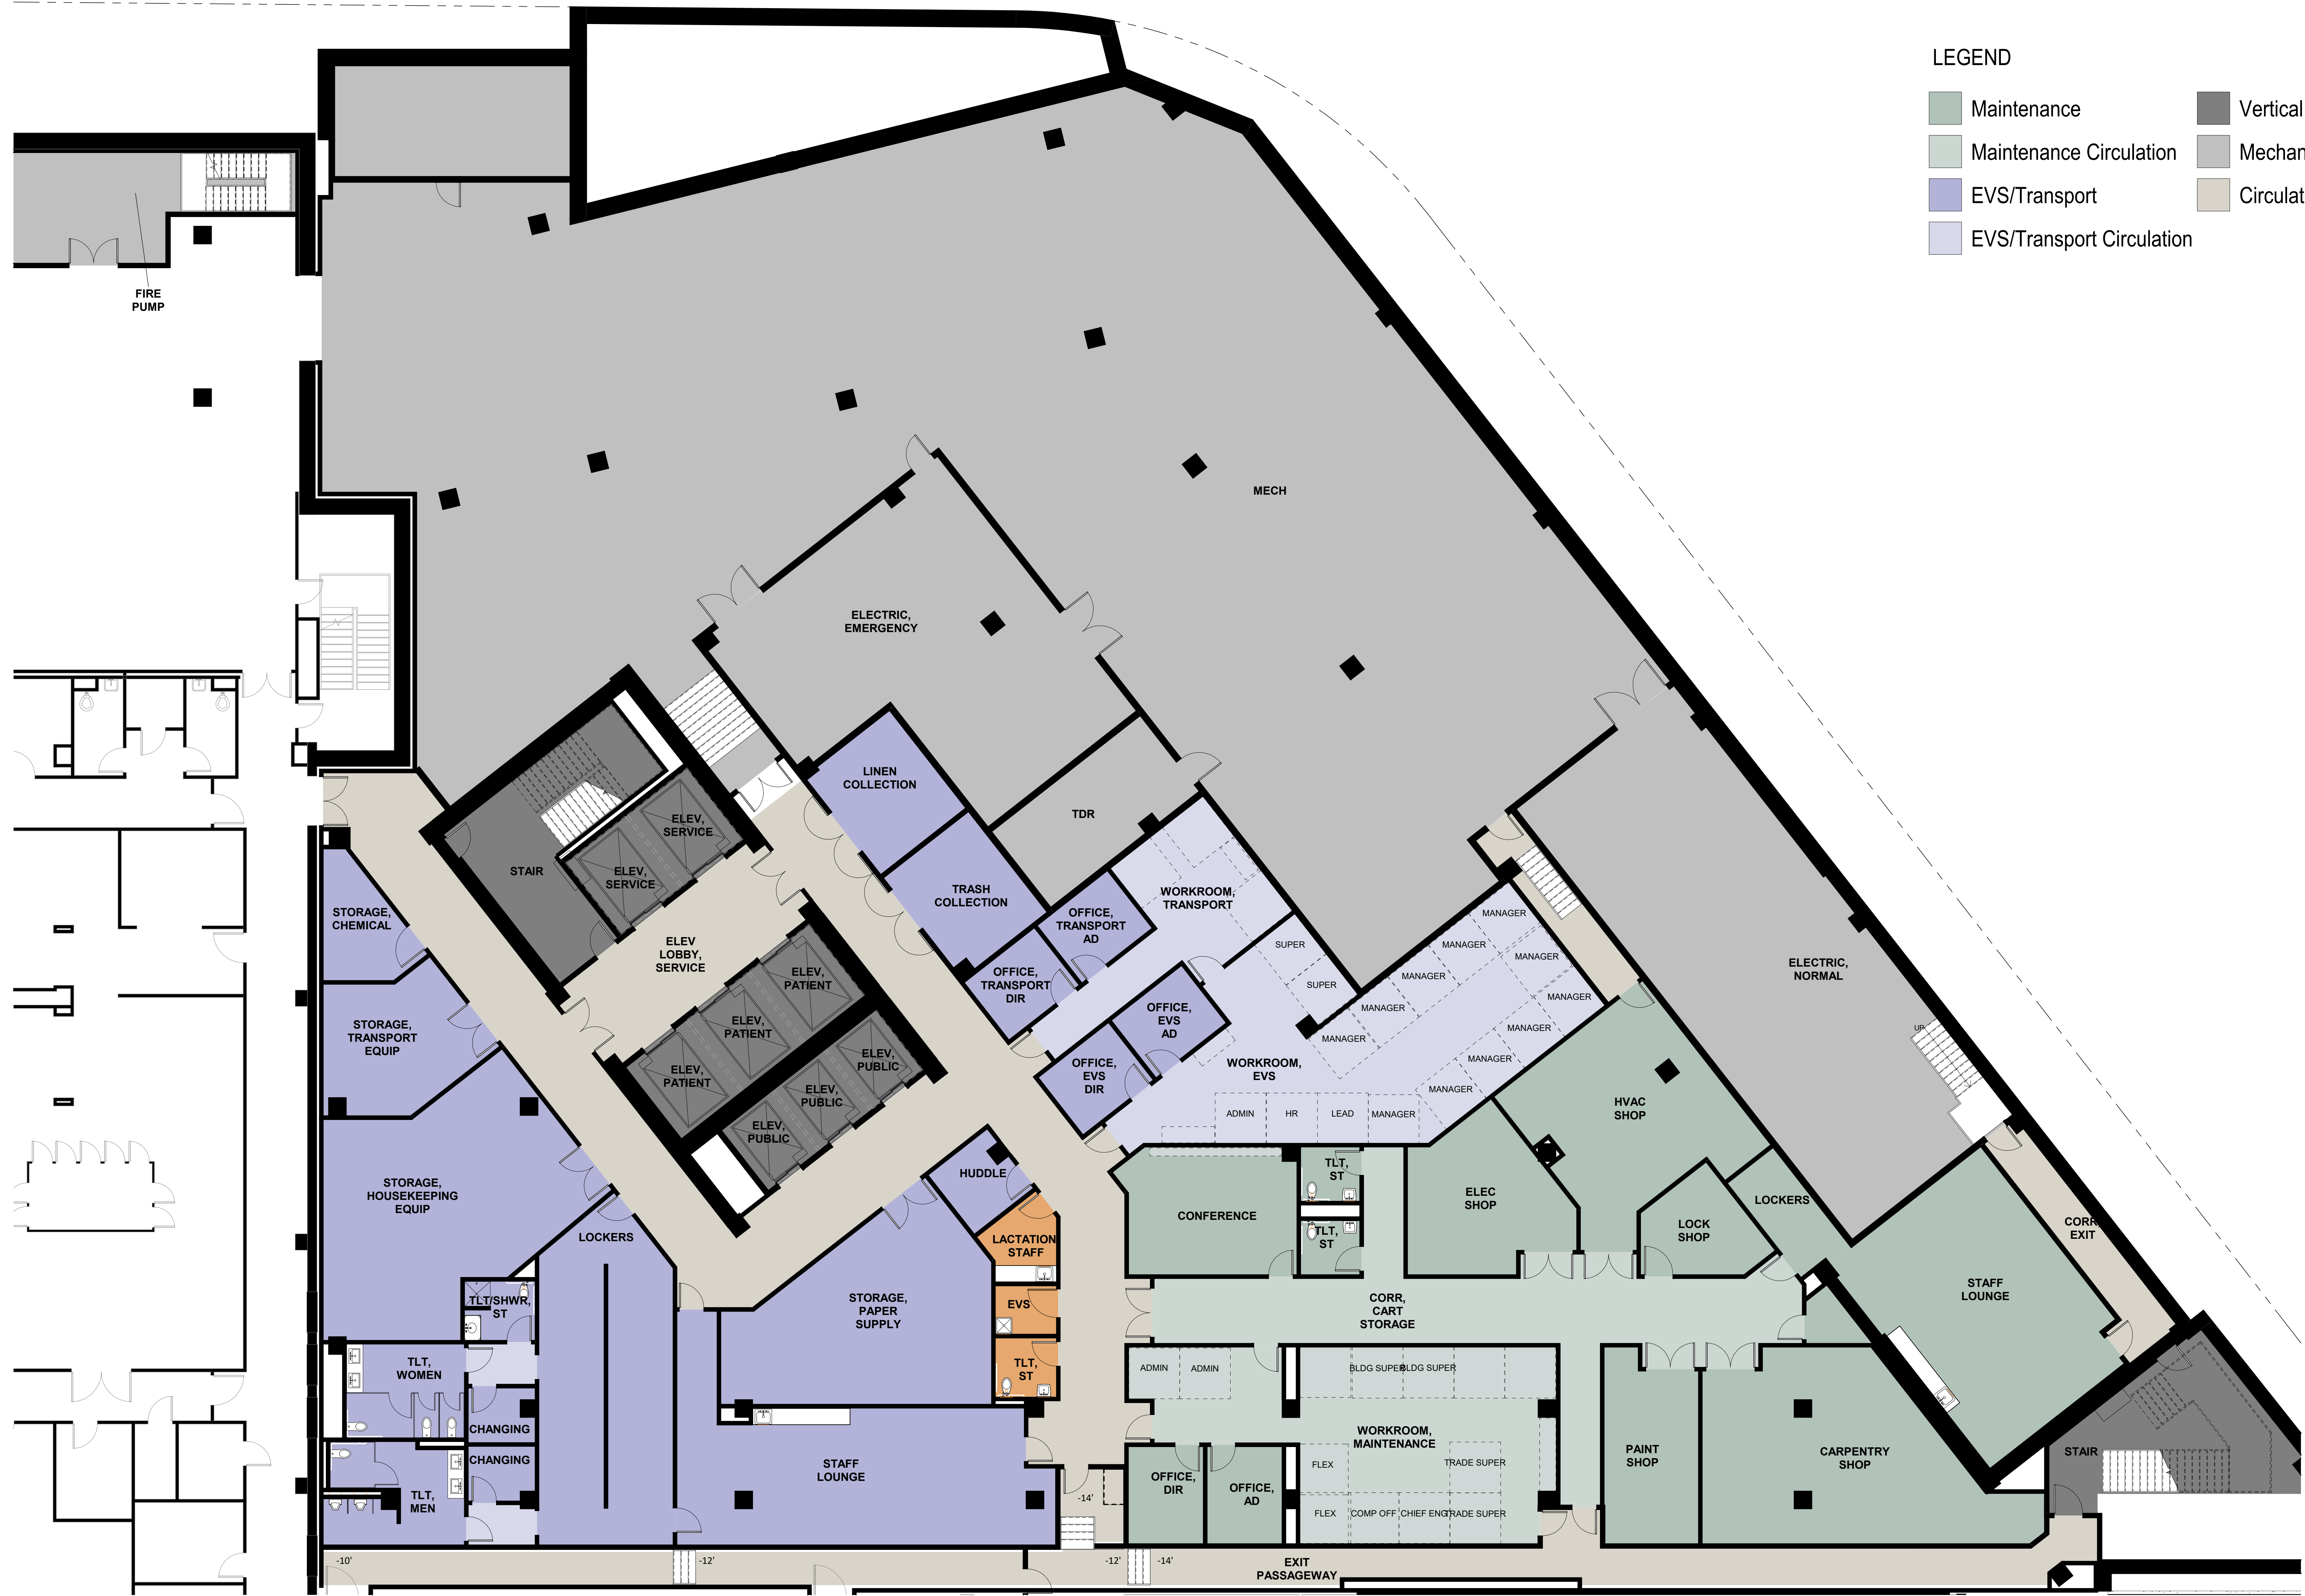 LEGEND
Maintenance
Maintenance Circulation
EVS/Transport
EVS/Transport Circulation
Vertical
Mechan
Circulat
FIRE
PUMP
MECH
ELECTRIC,
EMERGENCY
LINEN
COLLECTION
TDR
TRASH
COLLECTION
ELEV,
SERVICE
ELEV,
SERVICE
STAIR
ELEV
LOBBY,
SERVICE
ELEV,
PATIENT
ELEV,
PATIENT
ELEV,
PATIENT
ELEV,
PUBLIC
ELEV,
PUBLIC
ELEV,
PUBLIC
STORAGE,
CHEMICAL
STORAGE,
TRANSPORT
EQUIP
STORAGE,
HOUSEKEEPING
EQUIP
LOCKERS
TLT/SHWR,
ST
TLT,
WOMEN
CHANGING
CHANGING
TLT,
MEN
STORAGE,
PAPER
SUPPLY
STAFF
LOUNGE
HUDDLE
LACTATION
STAFF
EVS
TLT,
ST
OFFICE,
TRANSPORT
AD
OFFICE,
TRANSPORT
DIR
WORKROOM,
TRANSPORT
SUPER
SUPER
OFFICE,
EVS
AD
OFFICE,
EVS
DIR
WORKROOM,
EVS
MANAGER
MANAGER
MANAGER
MANAGER
MANAGER
MANAGER
MANAGER
MANAGER
MANAGER
MANAGER
ADMIN
HR
LEAD
MANAGER
CONFERENCE
TLT,
ST
TLT,
ST
ELEC
SHOP
HVAC
SHOP
LOCK
SHOP
LOCKERS
ELECTRIC,
NORMAL
UP
CORR
EXIT
STAFF
LOUNGE
CORR,
CART
STORAGE
ADMIN
ADMIN
BLDG SUPER
BLDG SUPER
WORKROOM,
MAINTENANCE
FLEX
TRADE SUPER
FLEX
COMP OFF
CHIEF ENG
TRADE SUPER
OFFICE,
DIR
OFFICE,
AD
PAINT
SHOP
CARPENTRY
SHOP
STAIR
-14'
-10'
-12'
-12'
-14'
EXIT
PASSAGEWAY